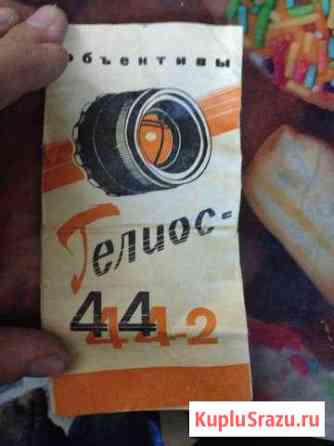 объективы
Гелиос-
44
44-2
KupluSrazu.ru